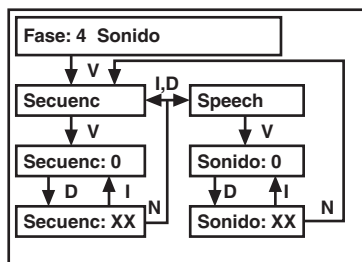 Fase: 4 Sonido
V
I,D
Secuenc
Speech
V
V
Secuenc: 0
Sonido: 0
D
I
D
I
N
N
Secuenc: XX
Sonido: XX